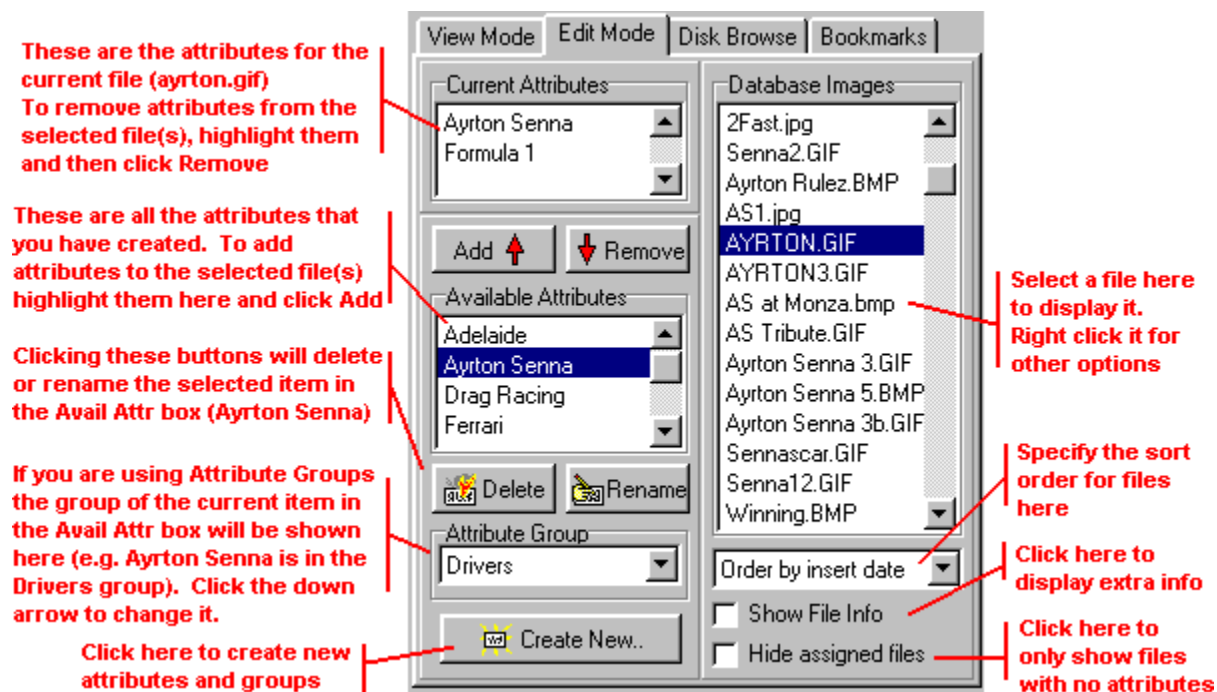 View Mode
Edit Mode
Disk Browse
Bookmarks
These are the attributes for the
current file (ayrton.gif)
To remove attributes from the
selected file(s), highlight them
and then click Remove
These are all the attributes that
you have created. To add
attributes to the selected file(s)
highlight them here and click Add
Clicking these buttons will delete
or rename the selected item in
the Avail Attr box (Ayrton Senna)
If you are using Attribute Groups
the group of the current item in
the Avail Attr box will be shown
here (e.g. Ayrton Senna is in the
Drivers group). Click the down
arrow to change it.
Click here to create new
attributes and groups
Current Attributes
Ayrton Senna
Formula 1
Add
Remove
Available Attributes
Adelaide
Ayrton Senna
Drag Racing
Ferrari
Delete
Rename
Attribute Group
Drivers
Create New..
Database Images
2Fast.jpg
Senna2.GIF
Ayrton Rulez.BMP
AS1.jpg
AYRTON.GIF
AYRTON3.GIF
AS at Monza.bmp
AS Tribute.GIF
Ayrton Senna 3.GIF
Ayrton Senna 5.BMP
Ayrton Senna 3b.GIF
Sennascar.GIF
Senna12.GIF
Winning.BMP
Order by insert date
Show File Info
Hide assigned files
Select a file here
to display it.
Right click it for
other options
Specify the sort
order for files
here
Click here to
display extra info
Click here to
only show files
with no attributes